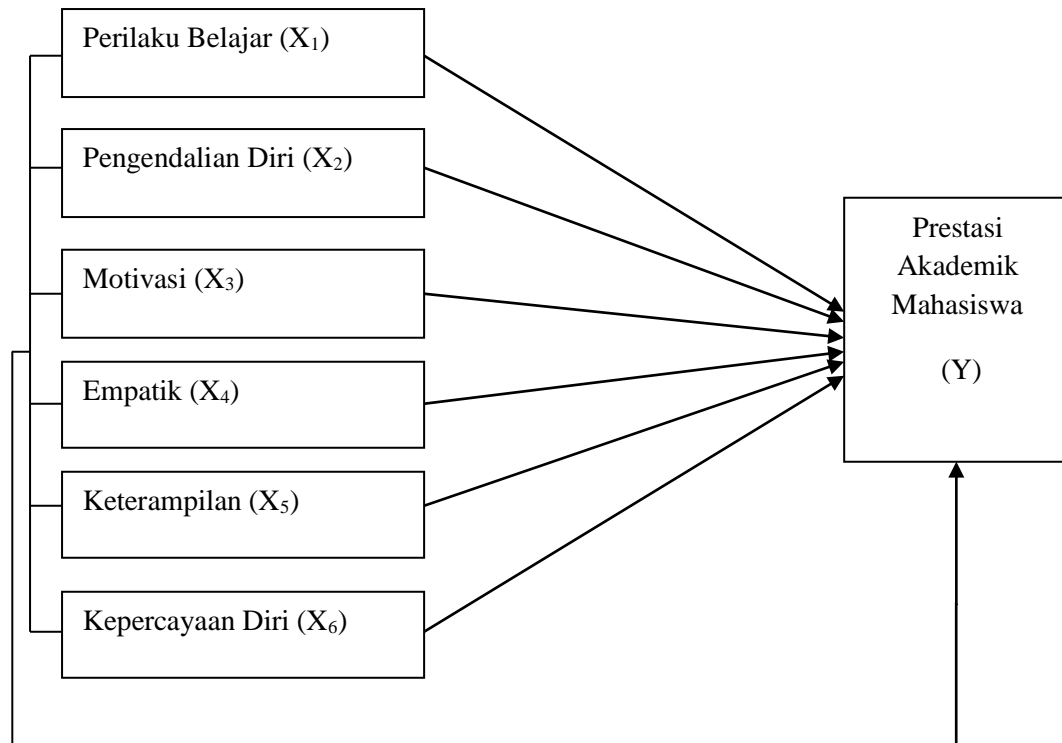 Perilaku Belajar (X₁)
Pengendalian Diri (X₂)
Motivasi (X₃)
Empatik (X₄)
Keterampilan (X₅)
Kepercayaan Diri (X₆)
Prestasi
Akademik
Mahasiswa
(Y)